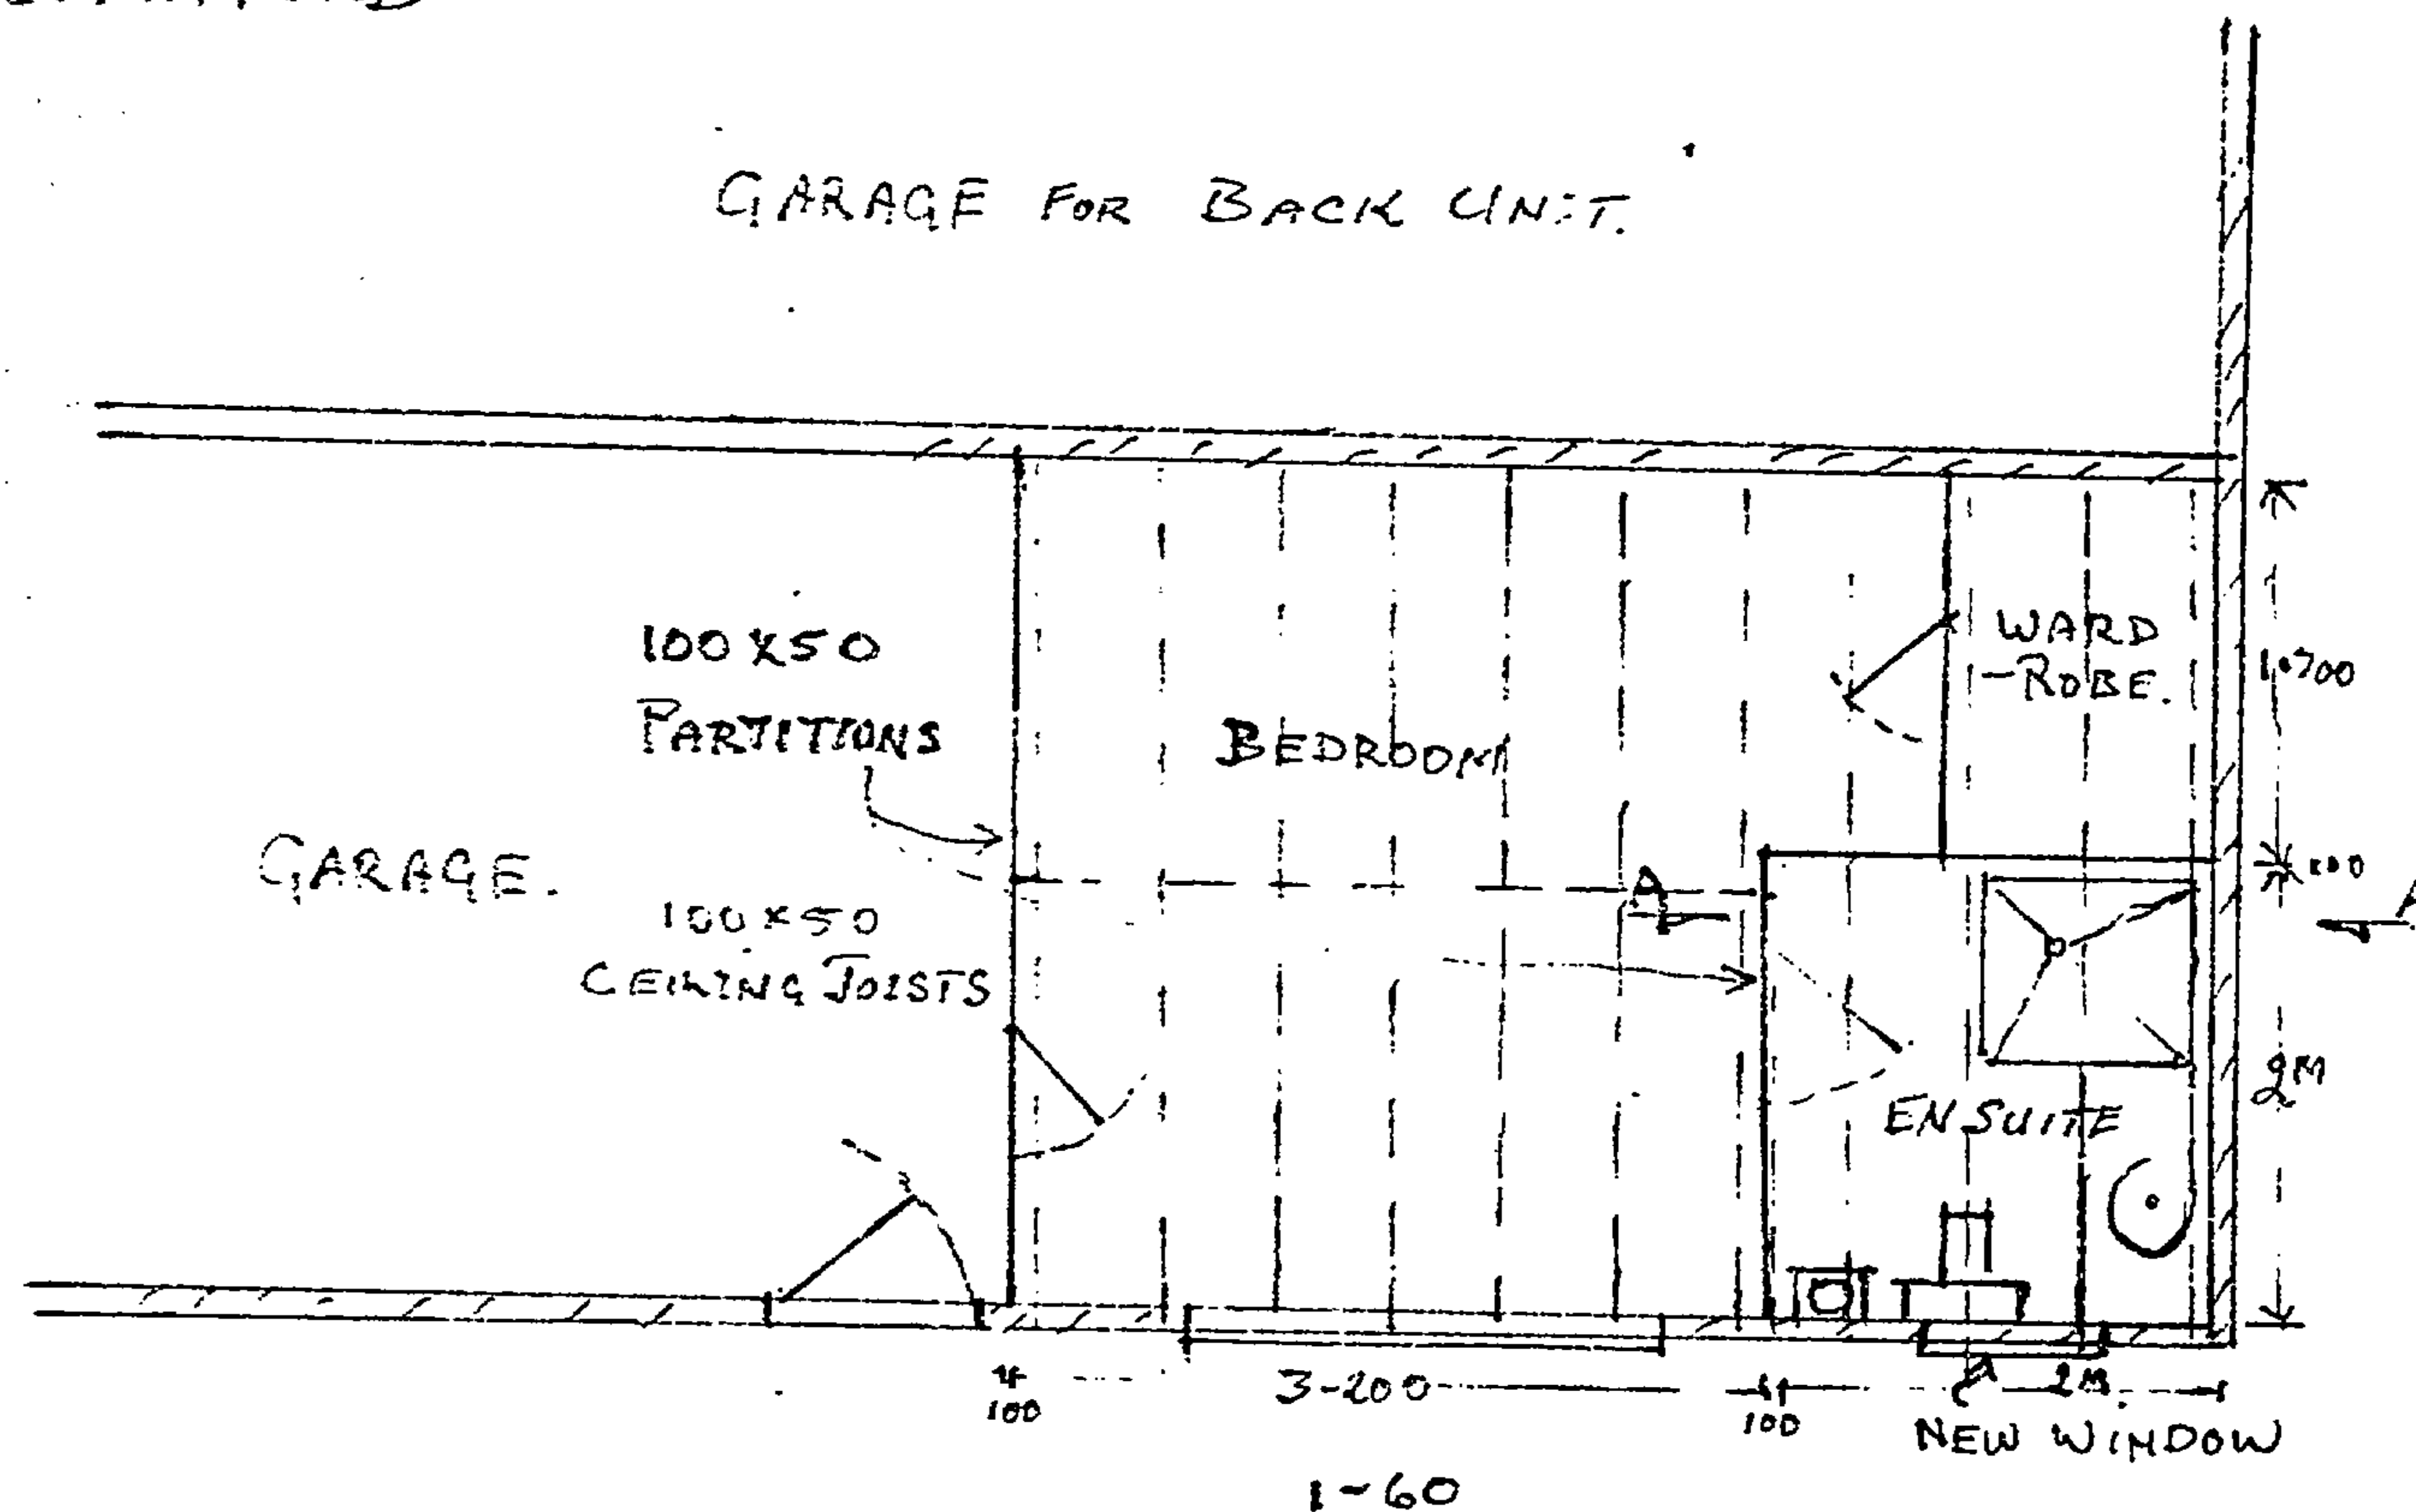 GARAGE FOR BACK UNIT.
100 x 50
PARTITIONS
BEDROOM
WARD
-ROBE.
1.700
GARAGE.
100 x 50
CEILING JOISTS
A
100
A
2M
EN SUITE
3-200
2M
100
100
NEW WINDOW
1-60